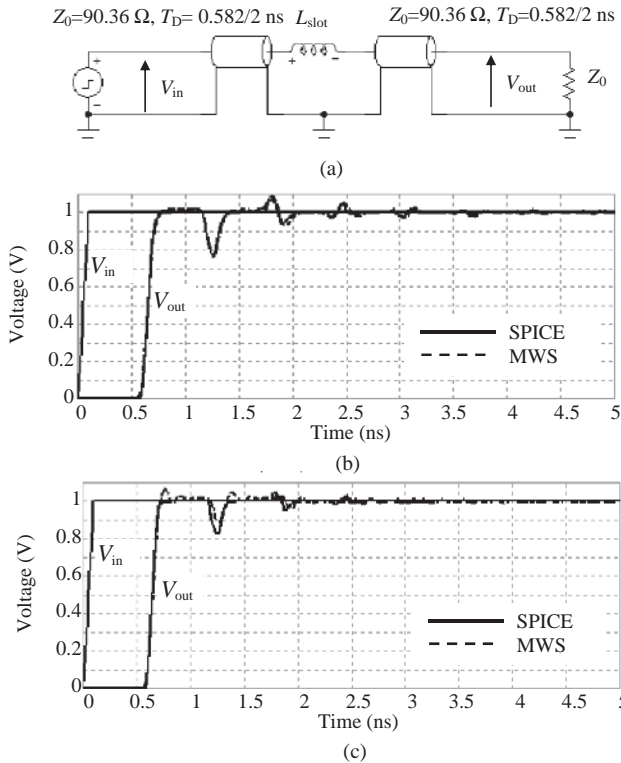 Z0=90.36 Ω, TD= 0.582/2 ns
Lslot
Z0=90.36 Ω, TD=0.582/2 ns
+
−
+ −
Vin
Vout
Z0
(a)
Voltage (V)
1
0.8
0.6
0.4
0.2
0
Vin
Vout
SPICE
MWS
0 0.5 1 1.5 2 2.5 3 3.5 4 4.5 5
Time (ns)
(b)
Voltage (V)
1
0.8
0.6
0.4
0.2
0
Vin
Vout
SPICE
MWS
0 0.5 1 1.5 2 2.5 3 3.5 4 4.5 5
Time (ns)
(c)